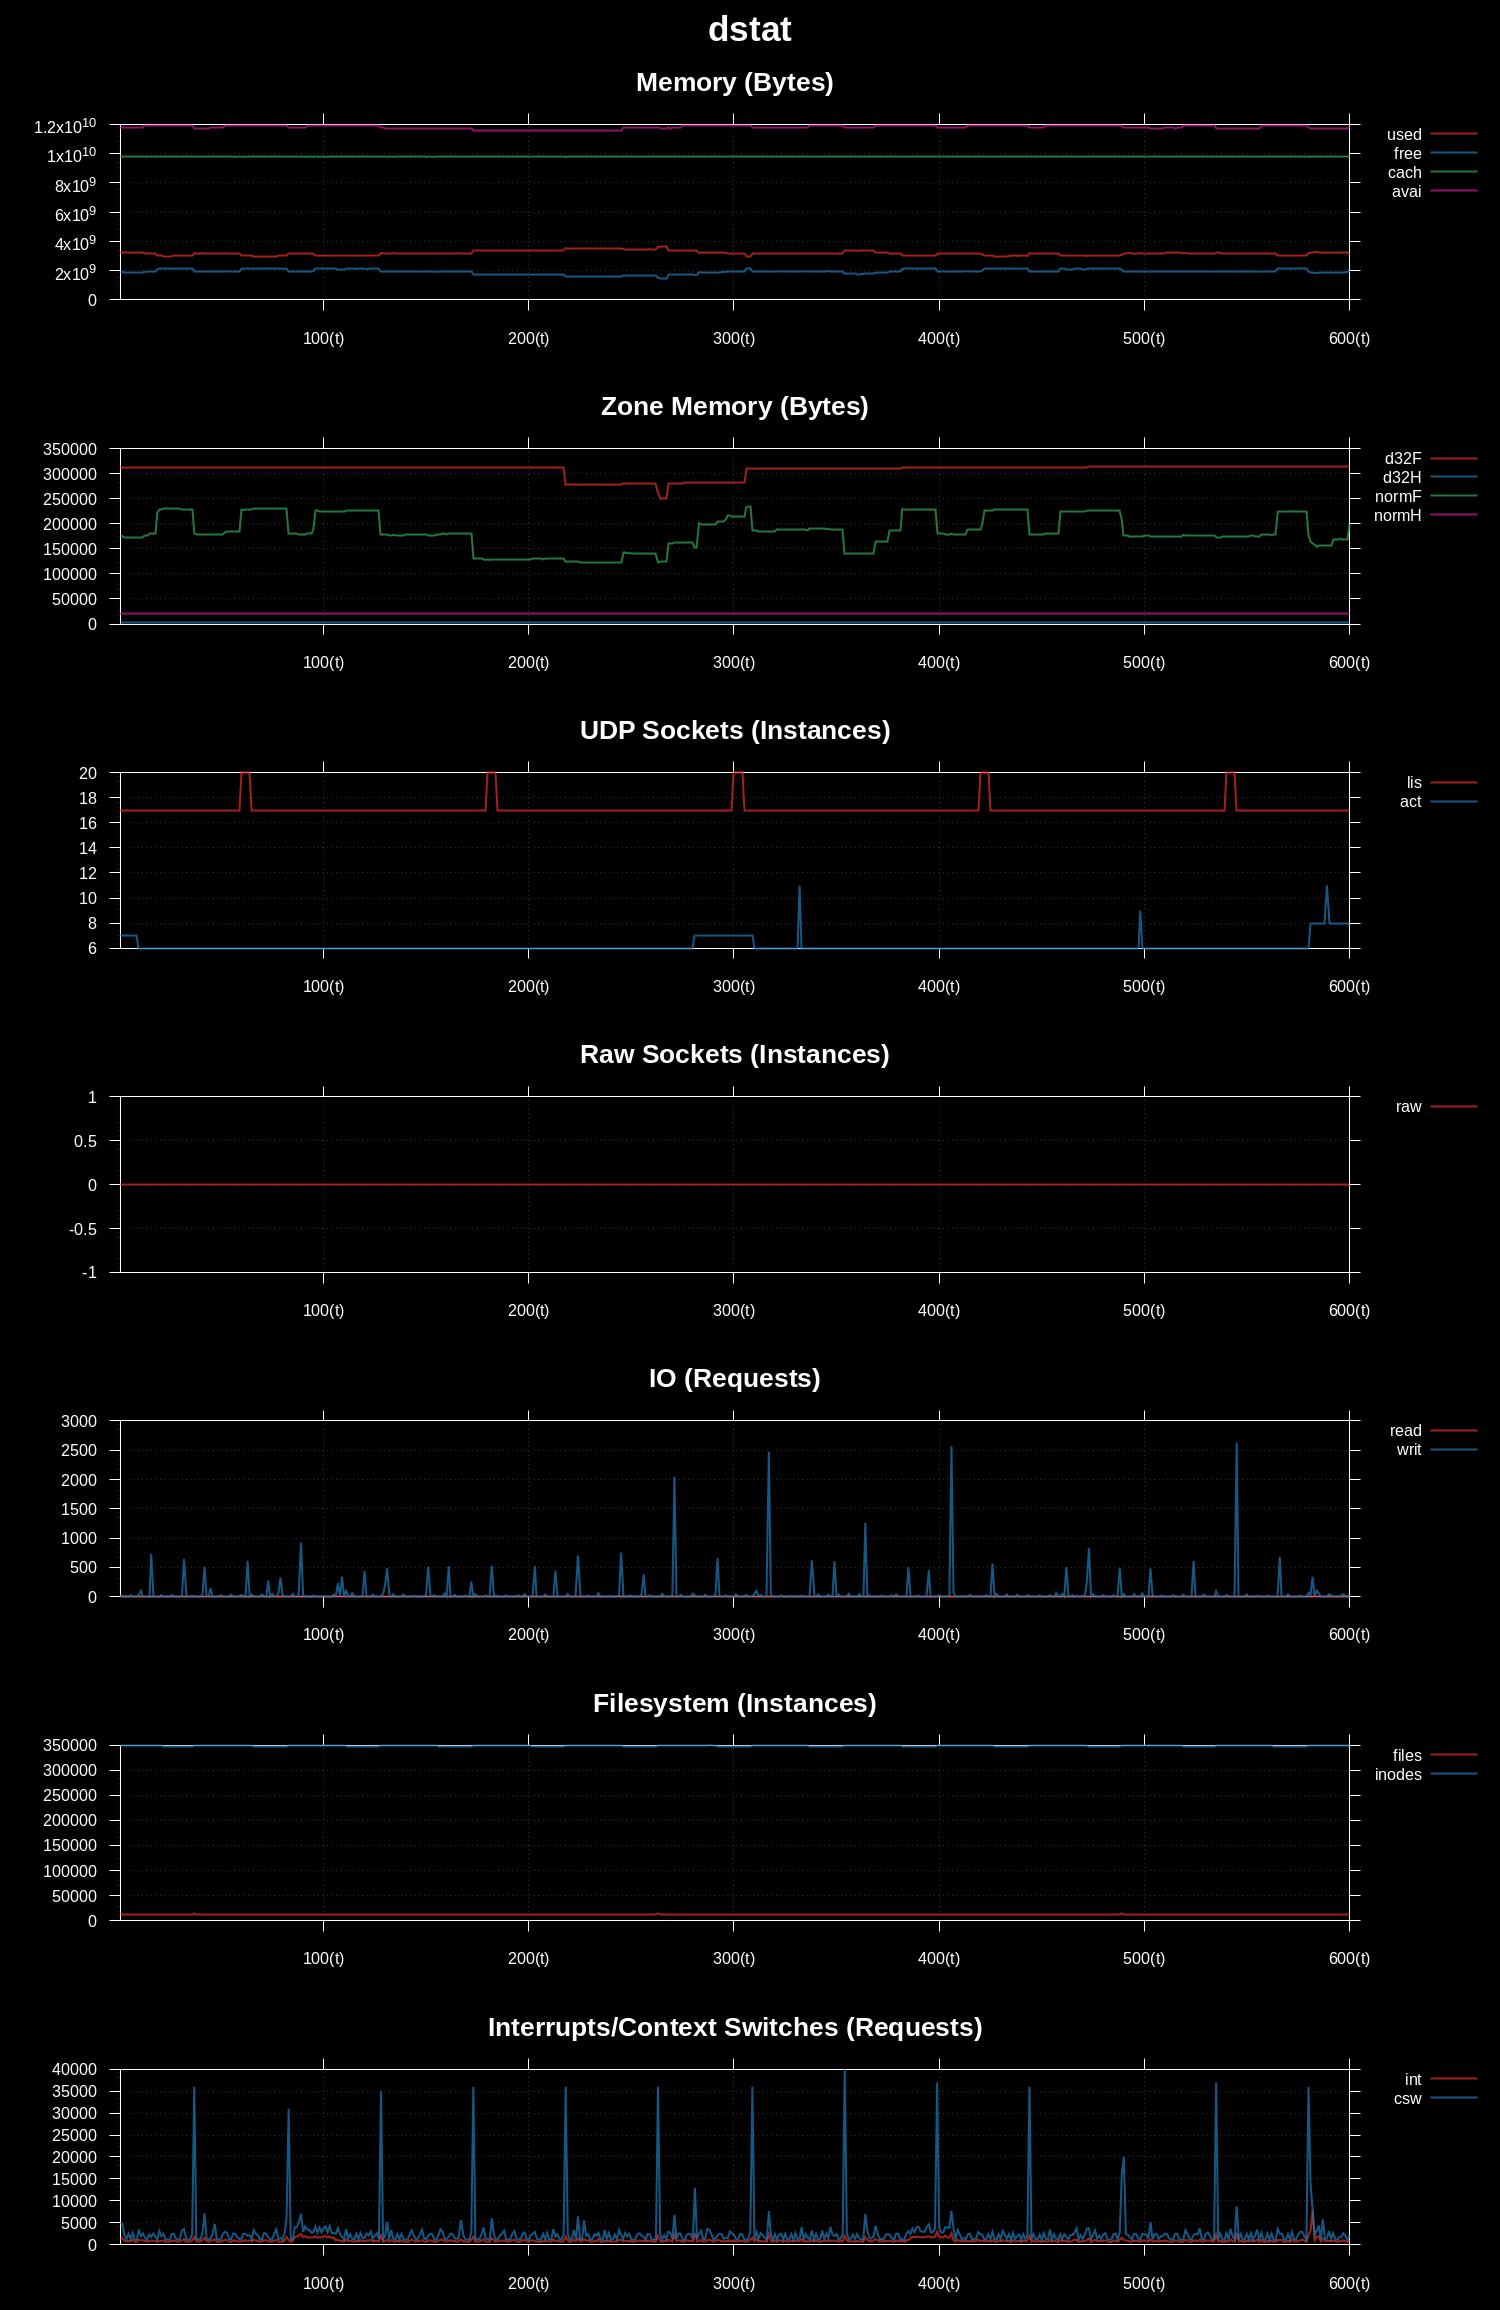 dstat
Memory (Bytes)
1.2x10^10
1x10^10
8x10^9
6x10^9
4x10^9
2x10^9
0
100(t) 200(t) 300(t) 400(t) 500(t) 600(t)
used
free
cach
avai
Zone Memory (Bytes)
350000
300000
250000
200000
150000
100000
50000
0
100(t) 200(t) 300(t) 400(t) 500(t) 600(t)
d32F
d32H
normF
normH
UDP Sockets (Instances)
20
18
16
14
12
10
8
6
100(t) 200(t) 300(t) 400(t) 500(t) 600(t)
lis
act
Raw Sockets (Instances)
1
0.5
0
-0.5
-1
100(t) 200(t) 300(t) 400(t) 500(t) 600(t)
raw
IO (Requests)
3000
2500
2000
1500
1000
500
0
100(t) 200(t) 300(t) 400(t) 500(t) 600(t)
read
writ
Filesystem (Instances)
350000
300000
250000
200000
150000
100000
50000
0
100(t) 200(t) 300(t) 400(t) 500(t) 600(t)
files
inodes
Interrupts/Context Switches (Requests)
40000
35000
30000
25000
20000
15000
10000
5000
0
100(t) 200(t) 300(t) 400(t) 500(t) 600(t)
int
csw